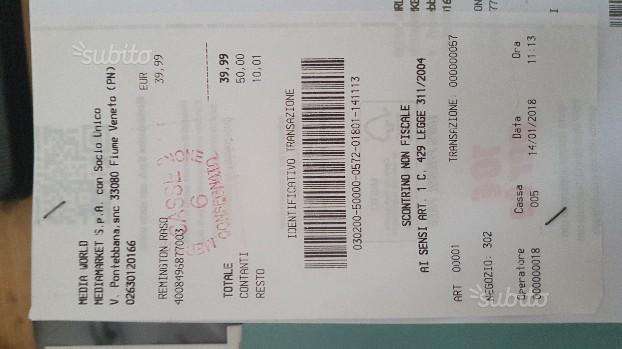 subito
MEDIA WORLD
MEDIAMARKET S.p.A. con Socio Unico
V. Pontebbana,snc 33080 Fiume Veneto (PN)
02630120166
EUR
REMINGTON RASO 39,99
4008496877003
CASSE
6
CONSEGNATO
TOTALE 39,99
CONTANTI 50,00
RESTO 10,01
IDENTIFICATIVO TRANSAZIONE
030200-50000-0572-01801-141113
SCONTRINO NON FISCALE
AI SENSI ART. 1 C. 429 LEGGE 311/2004
ART 00001 TRANSAZIONE 000000057
NEGOZIO 302
Operatore Cassa Data Ora
000000018 005 14/01/2018 11:13
subito